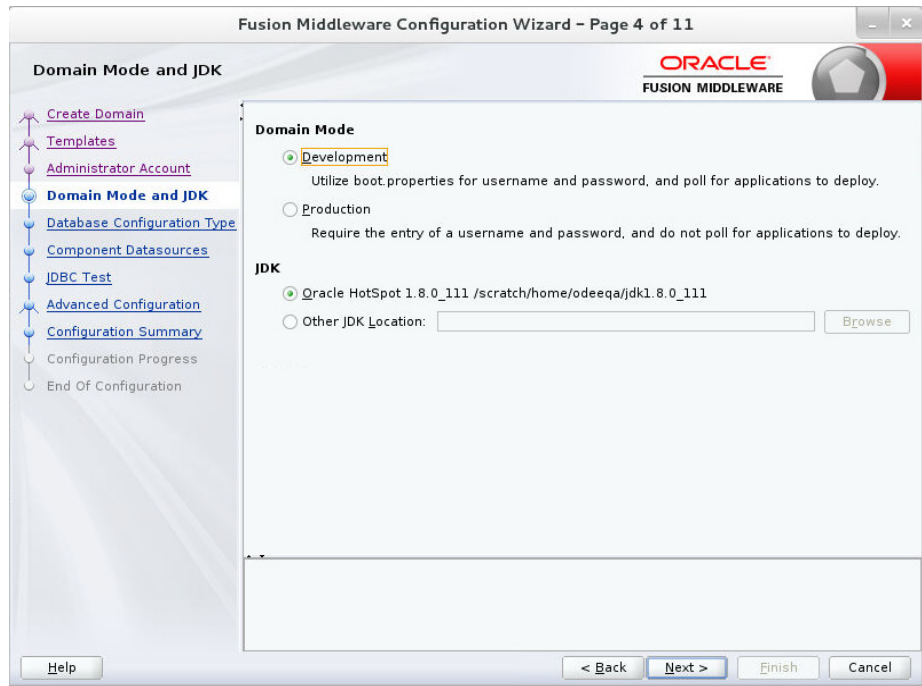 Fusion Middleware Configuration Wizard – Page 4 of 11
Domain Mode and JDK
ORACLE
FUSION MIDDLEWARE
Create Domain
Templates
Administrator Account
Domain Mode and JDK
Database Configuration Type
Component Datasources
JDBC Test
Advanced Configuration
Configuration Summary
Configuration Progress
End Of Configuration
Domain Mode
Development
Utilize boot.properties for username and password, and poll for applications to deploy.
Production
Require the entry of a username and password, and do not poll for applications to deploy.
JDK
Oracle HotSpot 1.8.0_111 /scratch/home/odeeqa/jdk1.8.0_111
Other JDK Location:
Browse
Help
< Back
Next >
Finish
Cancel